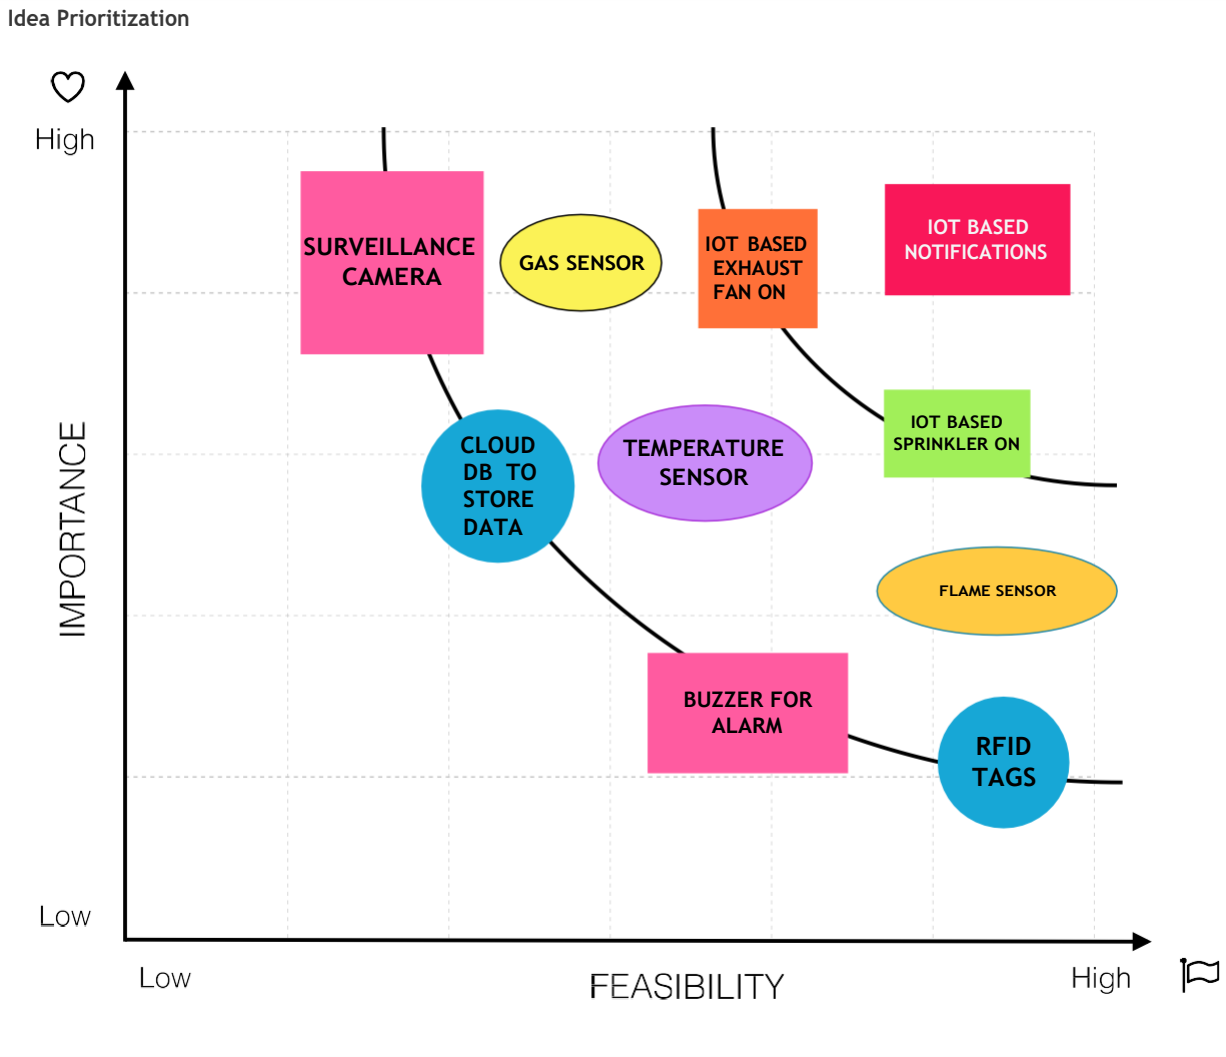 Idea Prioritization
High
SURVEILLANCE
CAMERA
GAS SENSOR
IOT BASED
EXHAUST
FAN ON
IOT BASED
NOTIFICATIONS
CLOUD
DB TO
STORE
DATA
TEMPERATURE
SENSOR
IOT BASED
SPRINKLER ON
IMPORTANCE
FLAME SENSOR
BUZZER FOR
ALARM
RFID
TAGS
Low
Low
FEASIBILITY
High